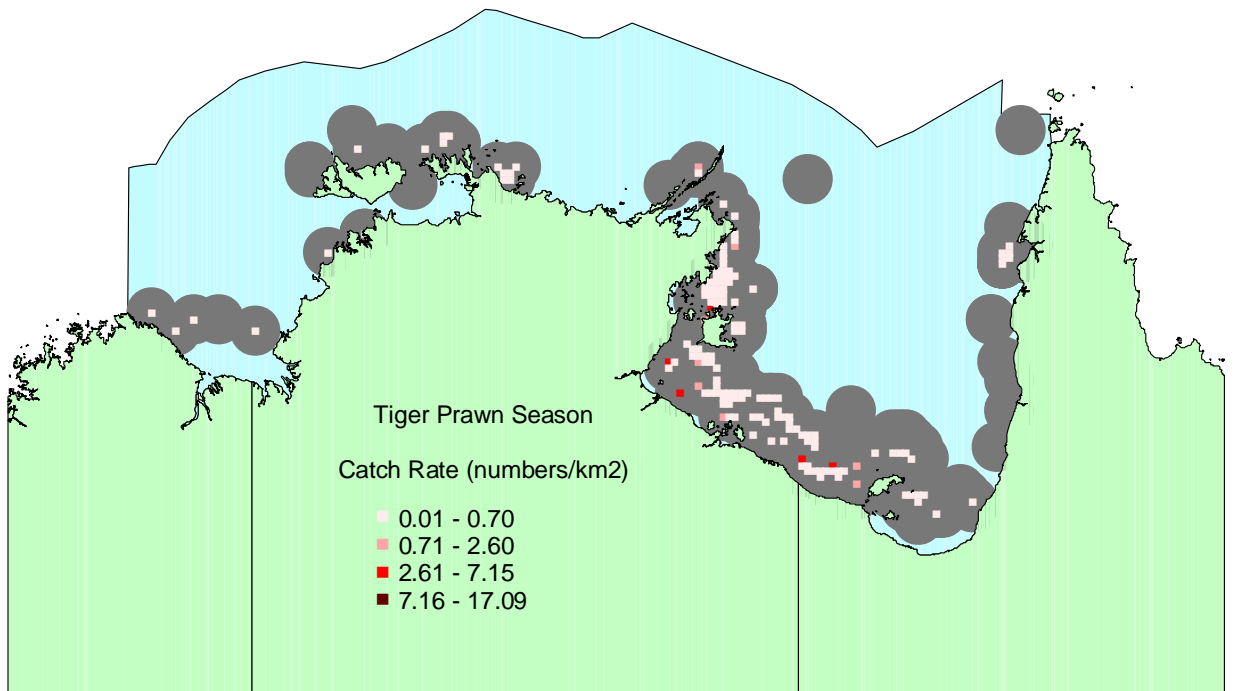 Tiger Prawn Season
Catch Rate (numbers/km2)
0.01 - 0.70
0.71 - 2.60
2.61 - 7.15
7.16 - 17.09